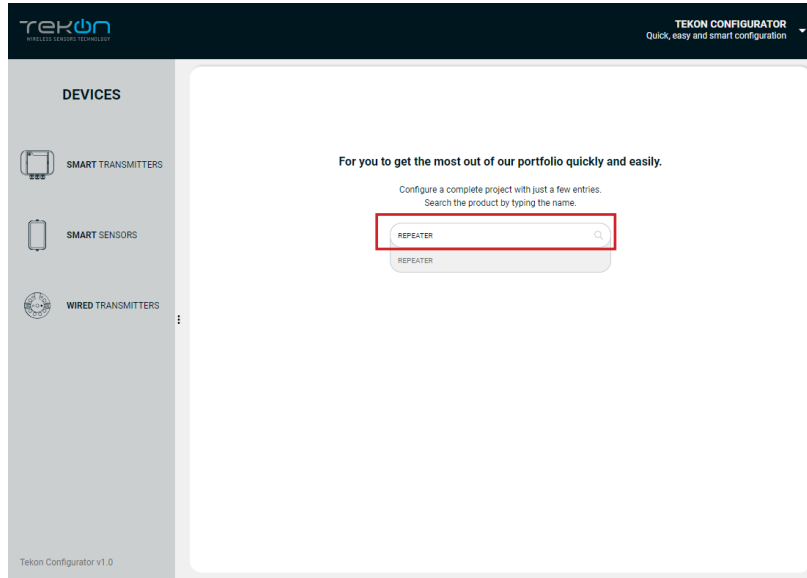 TEKON
WIRELESS SENSORS TECHNOLOGY
TEKON CONFIGURATOR
Quick, easy and smart configuration
DEVICES
SMART TRANSMITTERS
SMART SENSORS
WIRED TRANSMITTERS
Tekon Configurator v1.0
For you to get the most out of our portfolio quickly and easily.
Configure a complete project with just a few entries.
Search the product by typing the name.
REPEATER
REPEATER